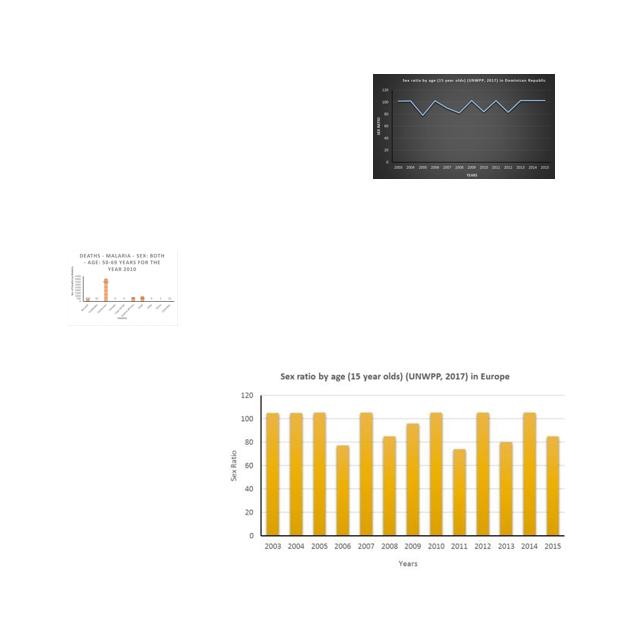 Sex ratio by age (15 year olds) (UNWPP, 2017) in Dominican Republic
120
100
80
60
40
20
0
SEX RATIO
2003 2004 2005 2006 2007 2008 2009 2010 2011 2012 2013 2014 2015
YEARS
DEATHS - MALARIA - SEX: BOTH
- AGE: 50-69 YEARS FOR THE
YEAR 2010
Sex ratio by age (15 year olds) (UNWPP, 2017) in Europe
120
100
80
60
40
20
0
Sex Ratio
2003 2004 2005 2006 2007 2008 2009 2010 2011 2012 2013 2014 2015
Years